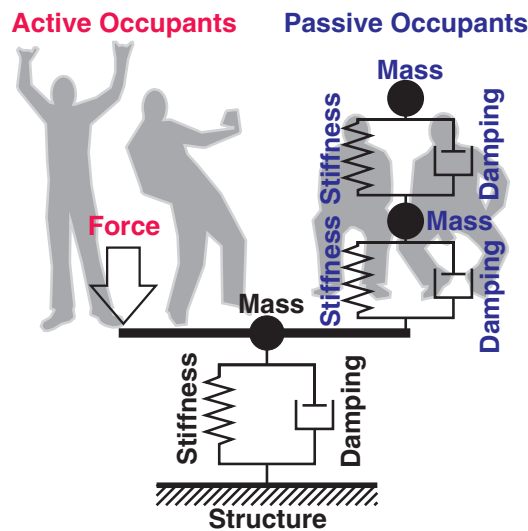 Active Occupants
Passive Occupants
Mass
Stiffness
Damping
Force
Mass
Stiffness
Damping
Mass
Stiffness
Damping
Structure